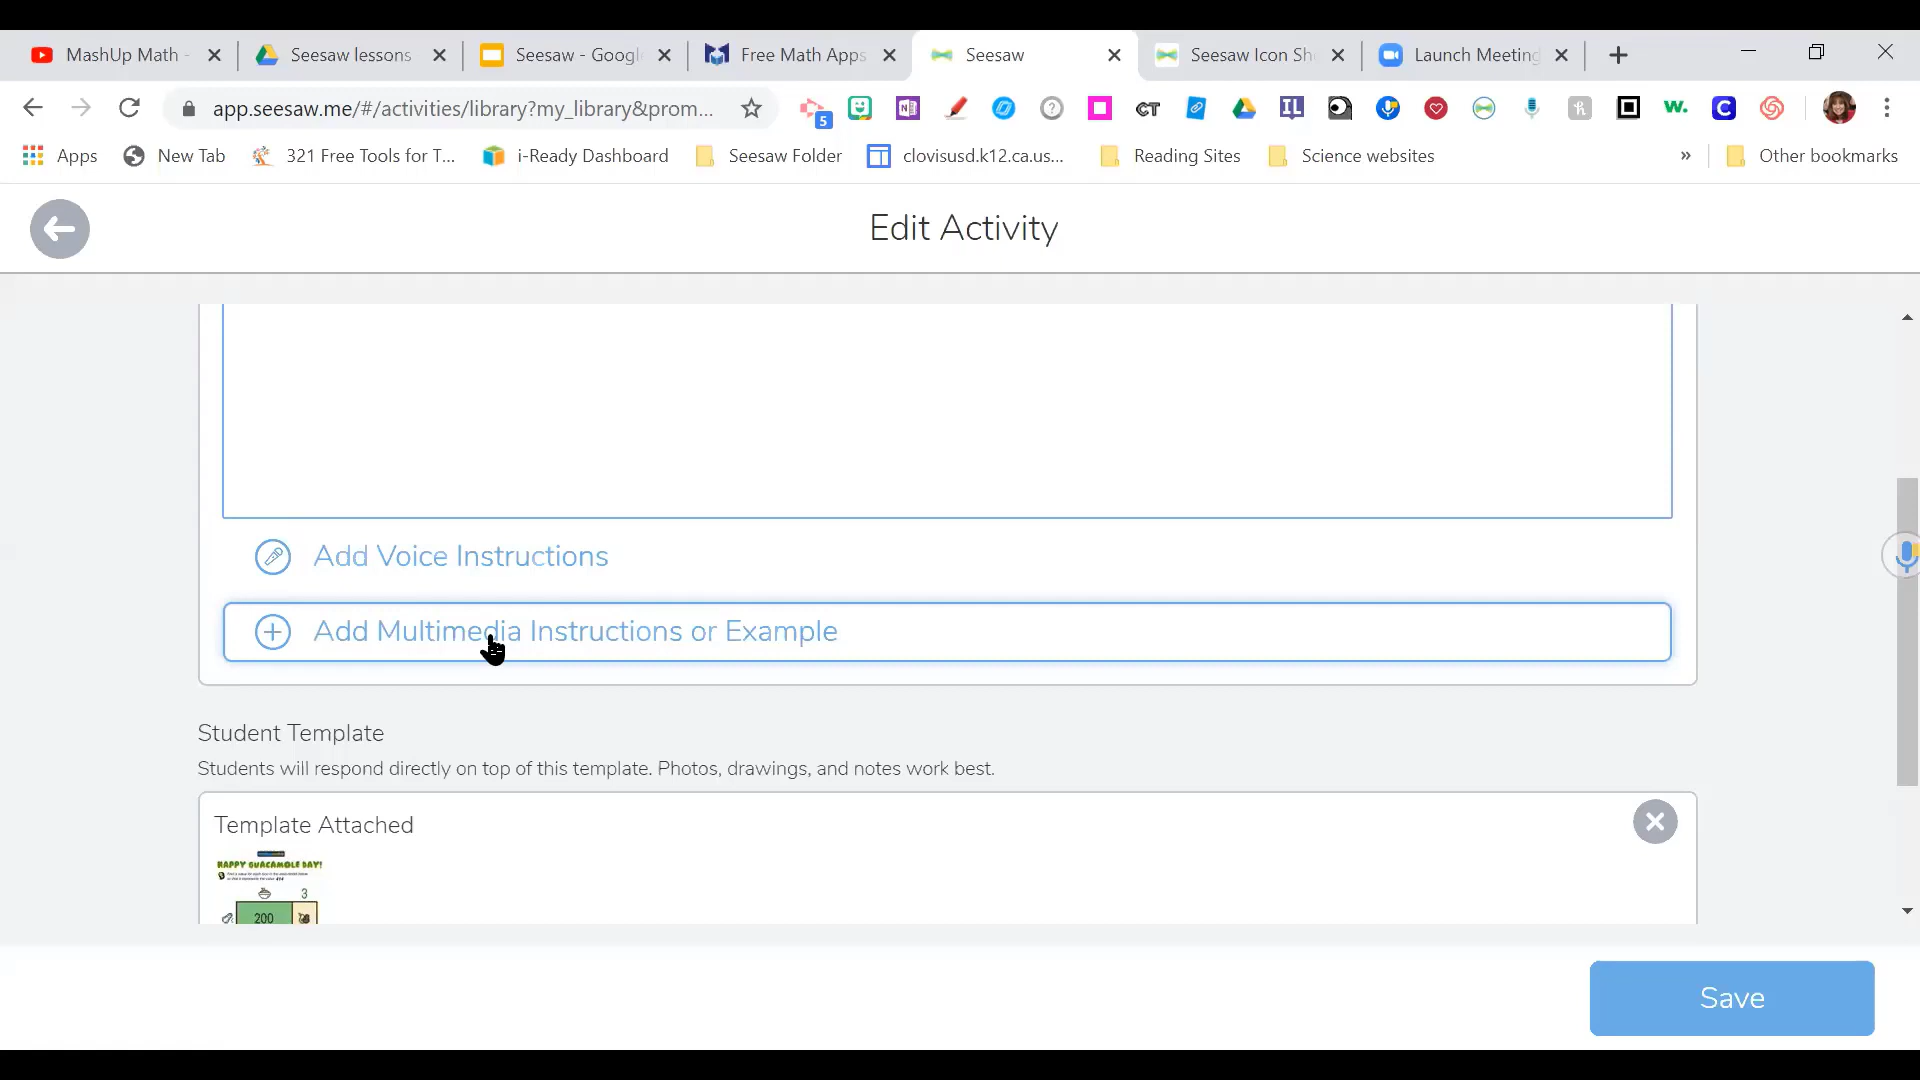 MashUp Math -
Seesaw lessons
Seesaw - Googl
Free Math Apps
Seesaw
Seesaw Icon Sh
Launch Meeting
app.seesaw.me/#/activities/library?my_library&prom...
5
CT
IL
W.
C
Apps
New Tab
321 Free Tools for T...
i-Ready Dashboard
Seesaw Folder
clovisusd.k12.ca.us...
Reading Sites
Science websites
»
Other bookmarks
Edit Activity
Add Voice Instructions
Add Multimedia Instructions or Example
Student Template
Students will respond directly on top of this template. Photos, drawings, and notes work best.
Template Attached
HAPPY GUACAMOLE DAY!
3
200
Save